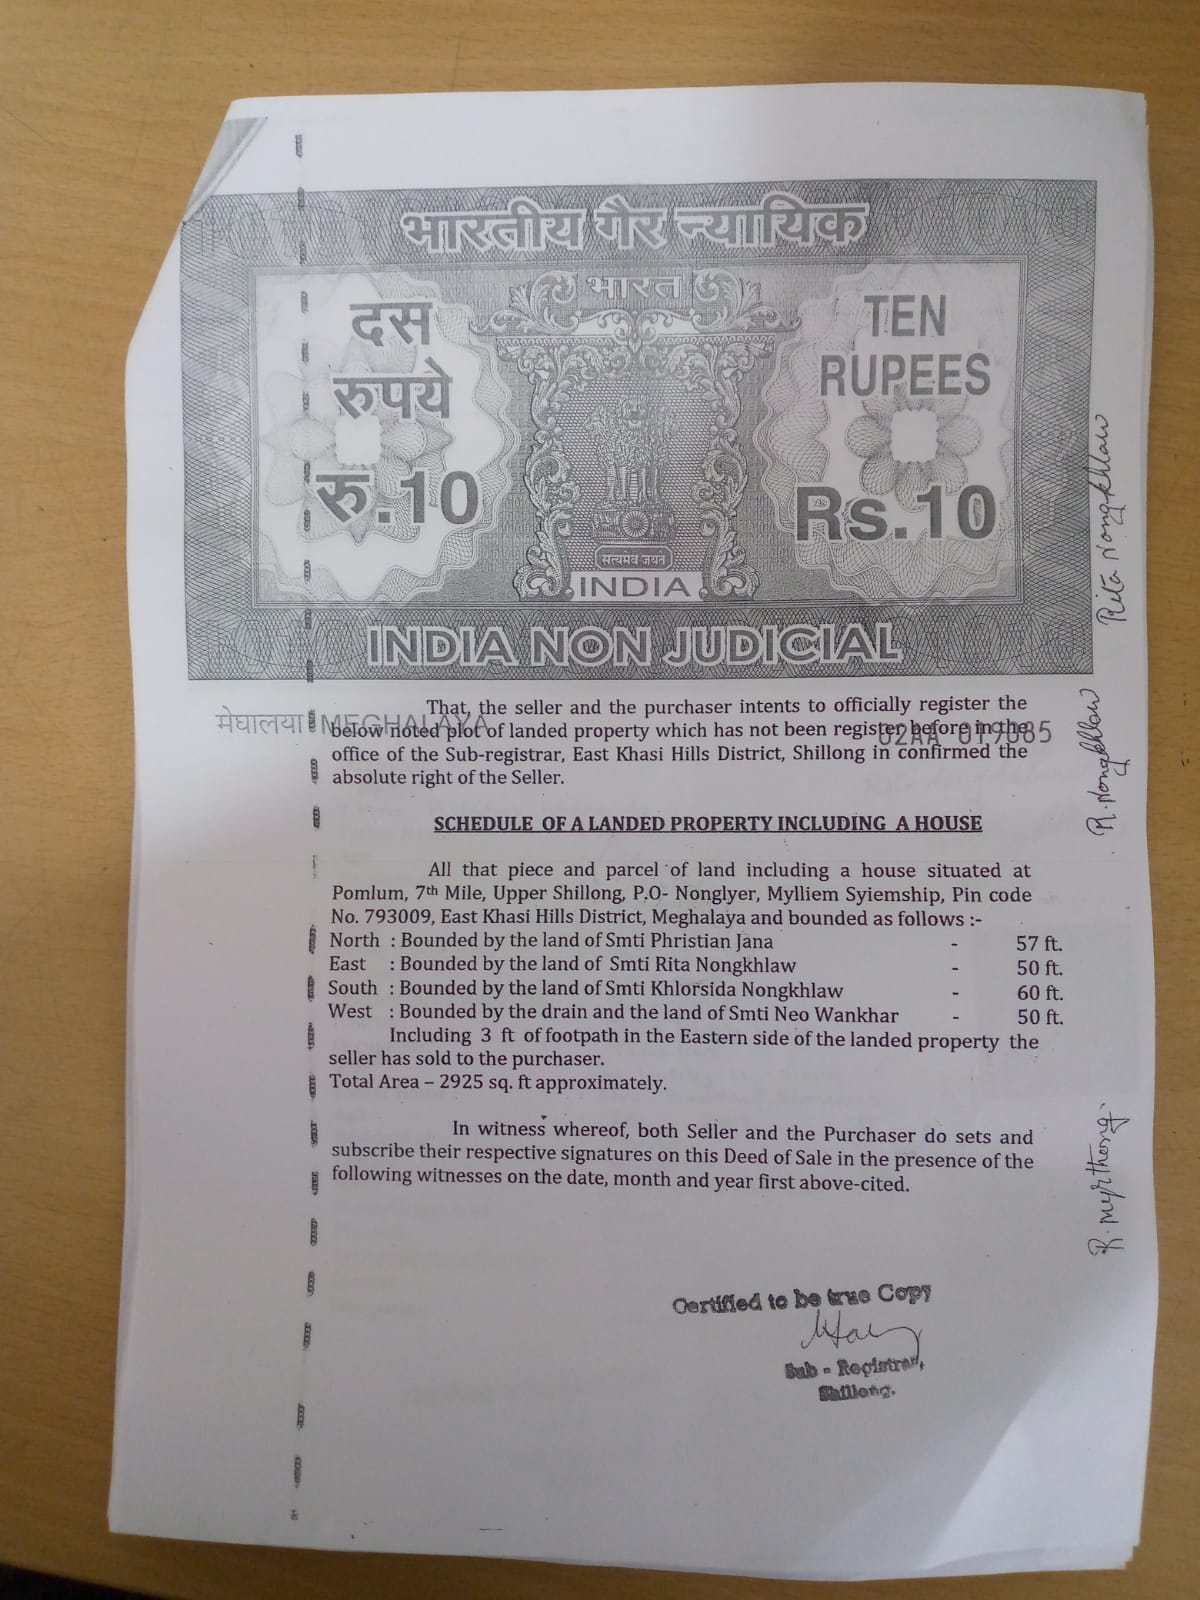 भारतीय गैर न्यायिक
भारत
दस
रुपये
रु.10
TEN
RUPEES
Rs.10
सत्यमेव जयते
INDIA
INDIA NON JUDICIAL
मेघालया MEGHALAYA
That, the seller and the purchaser intents to officially register the
below noted plot of landed property which has not been register before in the
office of the Sub-registrar, East Khasi Hills District, Shillong in confirmed the
absolute right of the Seller.
SCHEDULE OF A LANDED PROPERTY INCLUDING A HOUSE
All that piece and parcel of land including a house situated at
Pomlum, 7th Mile, Upper Shillong, P.O- Nonglyer, Mylliem Syiemship, Pin code
No. 793009, East Khasi Hills District, Meghalaya and bounded as follows :-
North : Bounded by the land of Smti Phristian Jana - 57 ft.
East : Bounded by the land of Smti Rita Nongkhlaw - 50 ft.
South : Bounded by the land of Smti Khlorsida Nongkhlaw - 60 ft.
West : Bounded by the drain and the land of Smti Neo Wankhar - 50 ft.
Including 3 ft of footpath in the Eastern side of the landed property the
seller has sold to the purchaser.
Total Area – 2925 sq. ft approximately.
In witness whereof, both Seller and the Purchaser do sets and
subscribe their respective signatures on this Deed of Sale in the presence of the
following witnesses on the date, month and year first above-cited.
Certified to be true Copy
Sub - Registrar,
Shillong.
Rita Nongkhlaw
R. Nongkhlaw
R. Myrthong